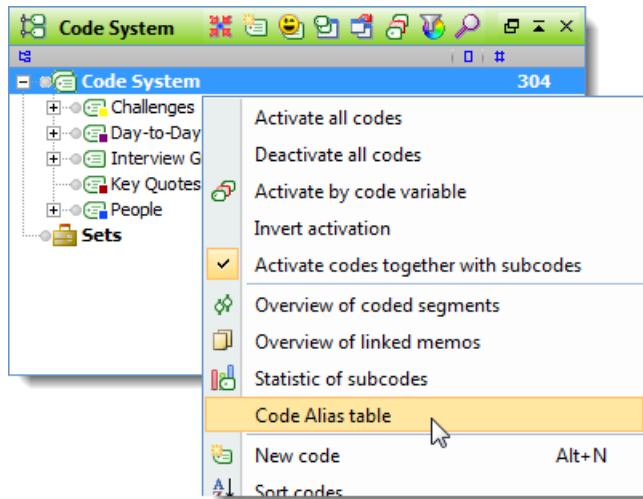 Code System
#
Code System 304
Challenges
Day-to-Day
Interview G
Key Quotes
People
Sets
Activate all codes
Deactivate all codes
Activate by code variable
Invert activation
Activate codes together with subcodes
Overview of coded segments
Overview of linked memos
Statistic of subcodes
Code Alias table
New code Alt+N
Sort codes